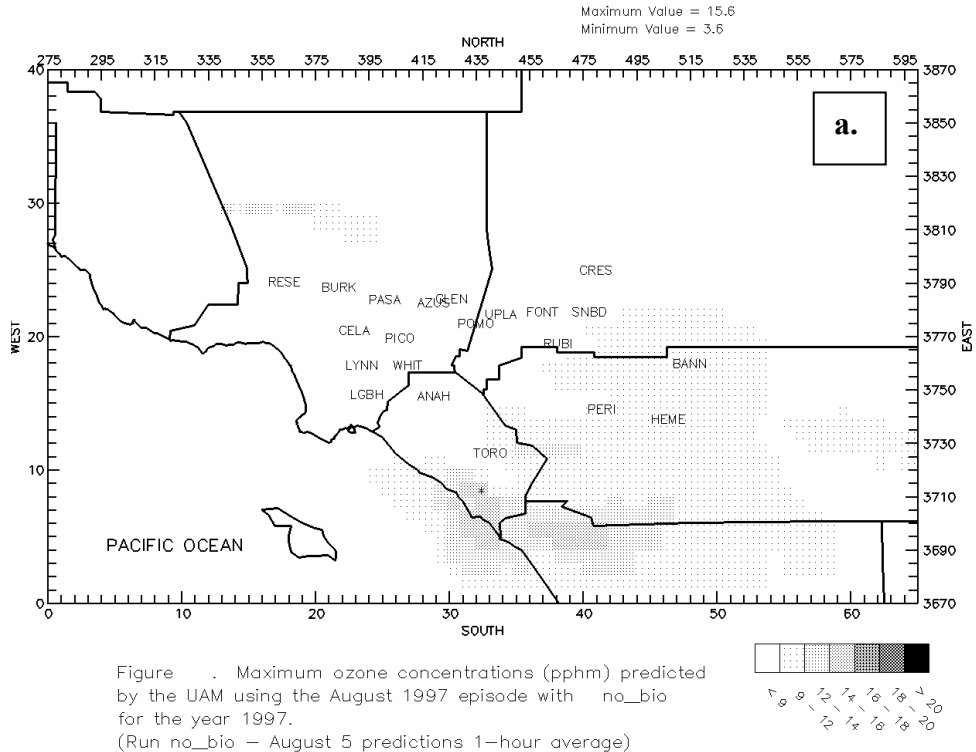 Maximum Value = 15.6
Minimum Value = 3.6
NORTH
275 295 315 335 355 375 395 415 435 455 475 495 515 535 555 575 595
40 3870
a.
3850
30 3830
3810
CRES
RESE BURK 3790
PASA AZUS GLEN
UPLA FONT SNBD
POMO
CELA PICO
WEST 20 RUBI 3770 EAST
LYNN WHIT BANN
LGBH ANAH 3750
PERI
HEME
TORO 3730
10
*
3710
PACIFIC OCEAN 3690
0 3670
0 10 20 30 40 50 60
SOUTH
Figure . Maximum ozone concentrations (pphm) predicted
by the UAM using the August 1997 episode with no_bio
for the year 1997.
(Run no_bio – August 5 predictions 1–hour average)
< 9
9 – 12
12 – 14
14 – 16
16 – 18
18 – 20
> 20